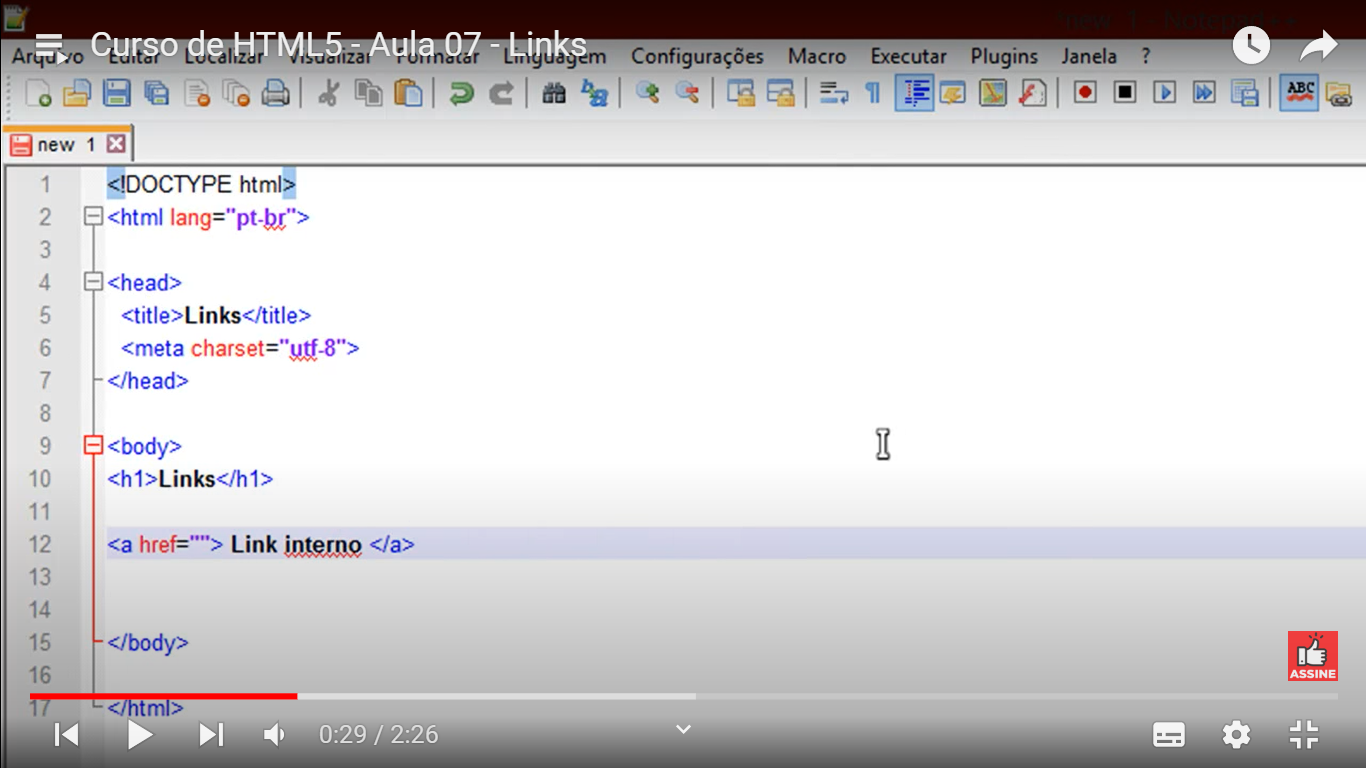 *new 1 - Notepad++
Curso de HTML5 - Aula 07 - Links
Arquivo Editar Localizar Visualizar Formatar Linguagem Configurações Macro Executar Plugins Janela ?
ABC
new 1
1 <!DOCTYPE html>
2 <html lang="pt-br">
3
4 <head>
5 <title>Links</title>
6 <meta charset="utf-8">
7 </head>
8
9 <body>
10 <h1>Links</h1>
11
12 <a href=""> Link interno </a>
13
14
15 </body>
16
17 </html>
ASSINE
0:29 / 2:26